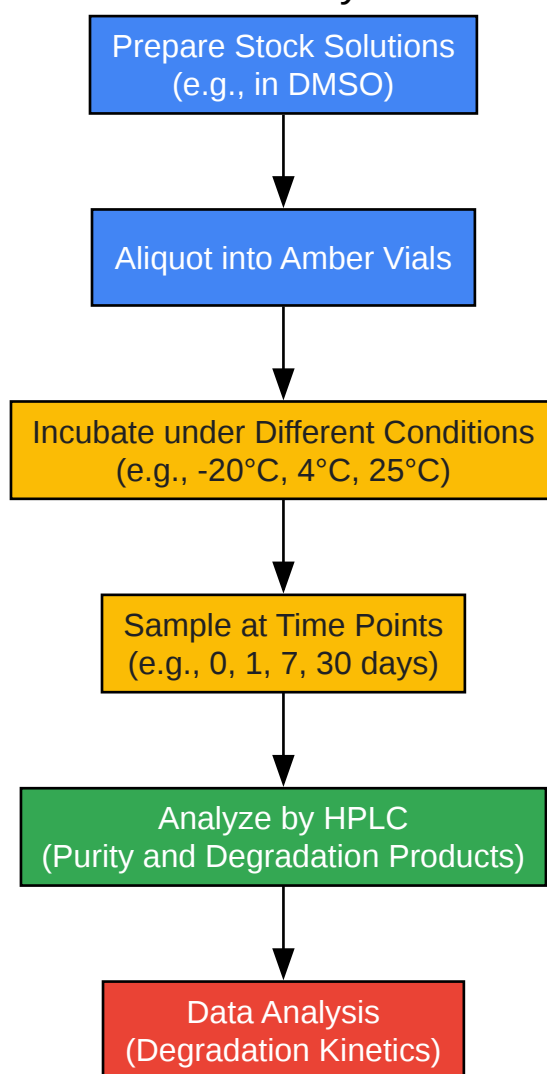 Prepare Stock Solutions
(e.g., in DMSO)
Aliquot into Amber Vials
Incubate under Different Conditions
(e.g., -20°C, 4°C, 25°C)
Sample at Time Points
(e.g., 0, 1, 7, 30 days)
Analyze by HPLC
(Purity and Degradation Products)
Data Analysis
(Degradation Kinetics)